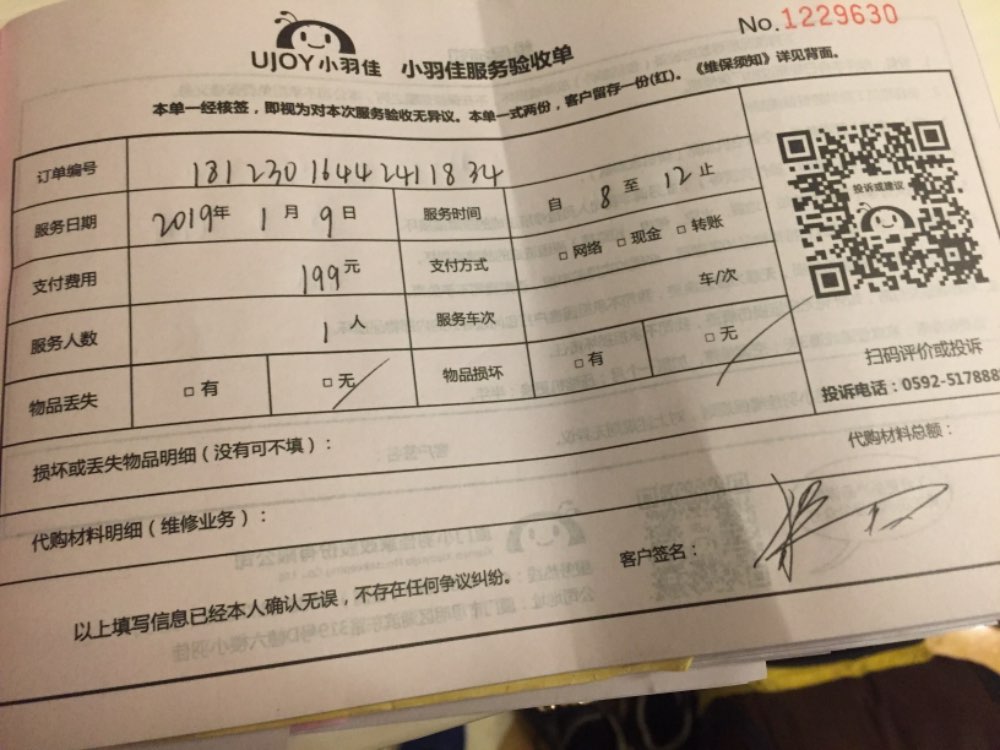 No.1229630
UJOY小羽佳 小羽佳服务验收单
本单一经核签，即视为对本次服务验收无异议。本单一式两份，客户留存一份(红)。《维保须知》详见背面。
订单编号 181230164424118 34
服务日期 2019年 1月 9日 服务时间 自 8 至 12 止
支付费用 199元 支付方式 □ 网络 □ 现金 □ 转账
服务人数 1人 服务车次 车/次
物品丢失 □ 有 □ 无 物品损坏 □ 有 □ 无
投诉或建议
扫码评价或投诉
投诉电话：0592-517888
损坏或丢失物品明细（没有可不填）：
代购材料明细（维修业务）： 代购材料总额：
以上填写信息已经本人确认无误，不存在任何争议纠纷。 客户签名：